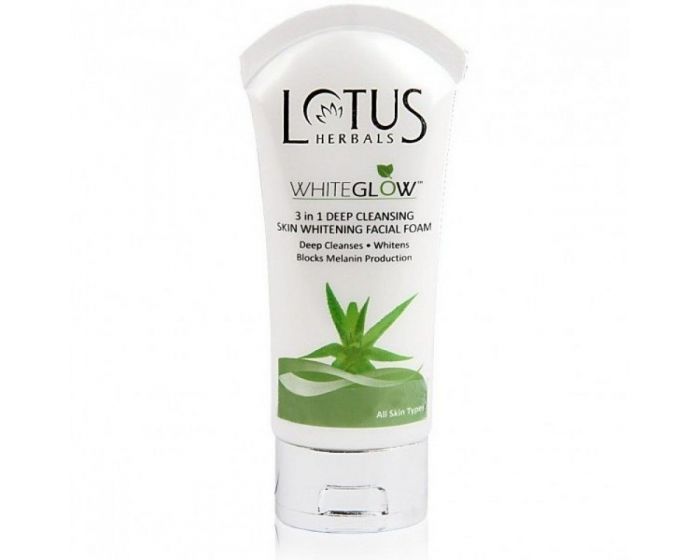 LOTUS
HERBALS
WHITEGLOW™
3 in 1 DEEP CLEANSING
SKIN WHITENING FACIAL FOAM
Deep Cleanses • Whitens
Blocks Melanin Production
All Skin Types